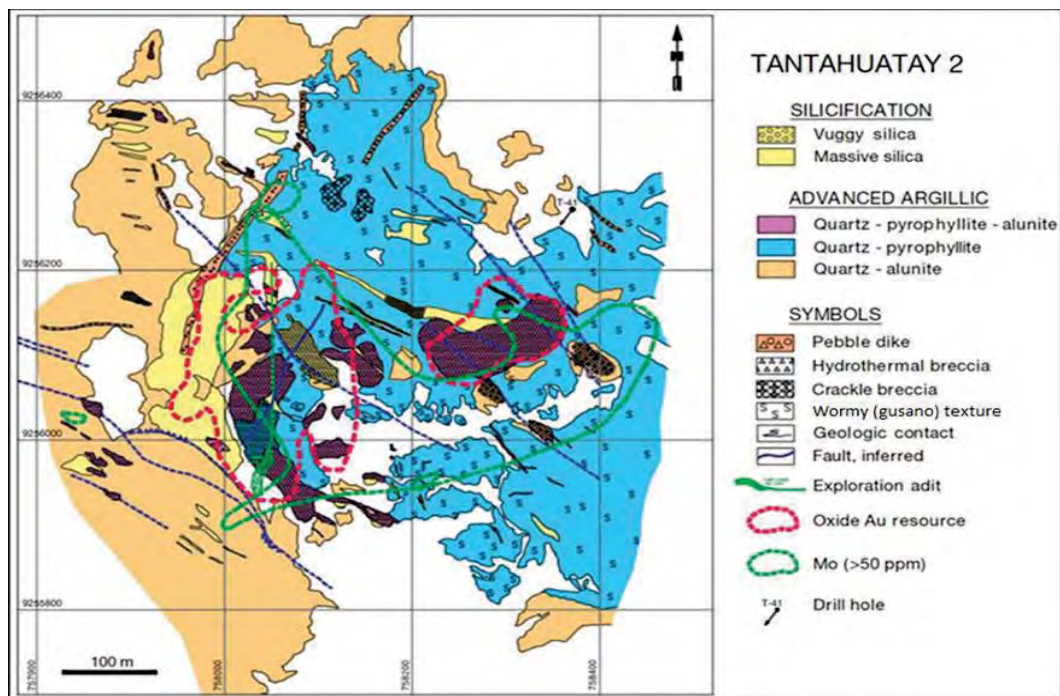 TANTAHUATAY 2
SILICIFICATION
Vuggy silica
Massive silica
ADVANCED ARGILLIC
Quartz - pyrophyllite - alunite
Quartz - pyrophyllite
Quartz - alunite
SYMBOLS
Pebble dike
Hydrothermal breccia
Crackle breccia
S S S
Wormy (gusano) texture
Geologic contact
Fault, inferred
Exploration adit
Oxide Au resource
Mo (>50 ppm)
T-41
Drill hole
9256400
9256200
9256000
9255800
T-41
100 m
757900
758000
758200
758400